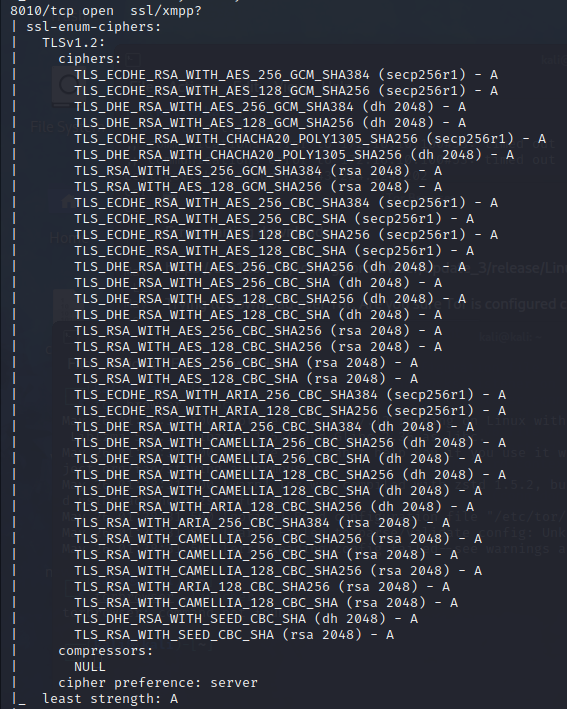 8010/tcp open  ssl/xmpp?
| ssl-enum-ciphers:
|   TLSv1.2:
|     ciphers:
|       TLS_ECDHE_RSA_WITH_AES_256_GCM_SHA384 (secp256r1) - A
|       TLS_ECDHE_RSA_WITH_AES_128_GCM_SHA256 (secp256r1) - A
|       TLS_DHE_RSA_WITH_AES_256_GCM_SHA384 (dh 2048) - A
|       TLS_DHE_RSA_WITH_AES_128_GCM_SHA256 (dh 2048) - A
|       TLS_ECDHE_RSA_WITH_CHACHA20_POLY1305_SHA256 (secp256r1) - A
|       TLS_DHE_RSA_WITH_CHACHA20_POLY1305_SHA256 (dh 2048) - A
|       TLS_RSA_WITH_AES_256_GCM_SHA384 (rsa 2048) - A
|       TLS_RSA_WITH_AES_128_GCM_SHA256 (rsa 2048) - A
|       TLS_ECDHE_RSA_WITH_AES_256_CBC_SHA384 (secp256r1) - A
|       TLS_ECDHE_RSA_WITH_AES_256_CBC_SHA (secp256r1) - A
|       TLS_ECDHE_RSA_WITH_AES_128_CBC_SHA256 (secp256r1) - A
|       TLS_ECDHE_RSA_WITH_AES_128_CBC_SHA (secp256r1) - A
|       TLS_DHE_RSA_WITH_AES_256_CBC_SHA256 (dh 2048) - A
|       TLS_DHE_RSA_WITH_AES_256_CBC_SHA (dh 2048) - A
|       TLS_DHE_RSA_WITH_AES_128_CBC_SHA256 (dh 2048) - A
|       TLS_DHE_RSA_WITH_AES_128_CBC_SHA (dh 2048) - A
|       TLS_RSA_WITH_AES_256_CBC_SHA256 (rsa 2048) - A
|       TLS_RSA_WITH_AES_128_CBC_SHA256 (rsa 2048) - A
|       TLS_RSA_WITH_AES_256_CBC_SHA (rsa 2048) - A
|       TLS_RSA_WITH_AES_128_CBC_SHA (rsa 2048) - A
|       TLS_ECDHE_RSA_WITH_ARIA_256_CBC_SHA384 (secp256r1) - A
|       TLS_ECDHE_RSA_WITH_ARIA_128_CBC_SHA256 (secp256r1) - A
|       TLS_DHE_RSA_WITH_ARIA_256_CBC_SHA384 (dh 2048) - A
|       TLS_DHE_RSA_WITH_CAMELLIA_256_CBC_SHA256 (dh 2048) - A
|       TLS_DHE_RSA_WITH_CAMELLIA_256_CBC_SHA (dh 2048) - A
|       TLS_DHE_RSA_WITH_CAMELLIA_128_CBC_SHA256 (dh 2048) - A
|       TLS_DHE_RSA_WITH_CAMELLIA_128_CBC_SHA (dh 2048) - A
|       TLS_DHE_RSA_WITH_ARIA_128_CBC_SHA256 (dh 2048) - A
|       TLS_RSA_WITH_ARIA_256_CBC_SHA384 (rsa 2048) - A
|       TLS_RSA_WITH_CAMELLIA_256_CBC_SHA256 (rsa 2048) - A
|       TLS_RSA_WITH_CAMELLIA_256_CBC_SHA (rsa 2048) - A
|       TLS_RSA_WITH_CAMELLIA_128_CBC_SHA256 (rsa 2048) - A
|       TLS_RSA_WITH_ARIA_128_CBC_SHA256 (rsa 2048) - A
|       TLS_RSA_WITH_CAMELLIA_128_CBC_SHA (rsa 2048) - A
|       TLS_DHE_RSA_WITH_SEED_CBC_SHA (dh 2048) - A
|       TLS_RSA_WITH_SEED_CBC_SHA (rsa 2048) - A
|     compressors:
|       NULL
|     cipher preference: server
|_  least strength: A